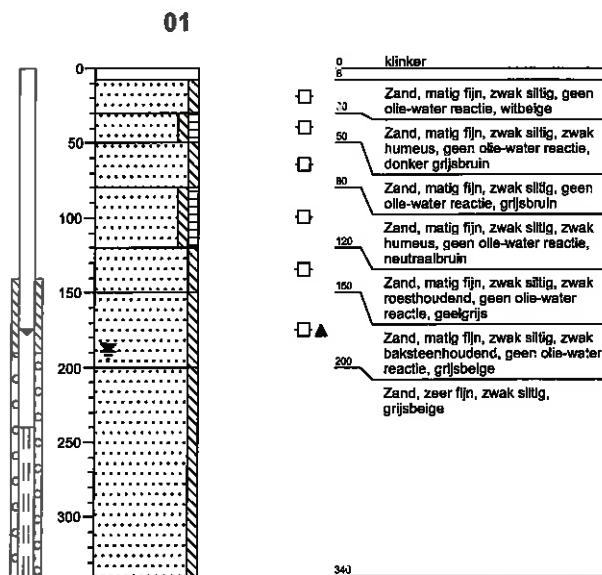 01
0
50
100
150
200
250
300
0
klinker
8
Zand, matig fijn, zwak siltig, geen
olie-water reactie, witbeige
30
Zand, matig fijn, zwak siltig, zwak
humeus, geen olie-water reactie,
donker grijsbruin
50
Zand, matig fijn, zwak siltig, geen
olie-water reactie, grijsbruin
80
Zand, matig fijn, zwak siltig, zwak
humeus, geen olie-water reactie,
neutraalbruin
120
Zand, matig fijn, zwak siltig, zwak
roesthoudend, geen olie-water
reactie, geelgrijs
150
Zand, matig fijn, zwak siltig, zwak
baksteenhoudend, geen olie-water
reactie, grijsbeige
200
Zand, zeer fijn, zwak siltig,
grijsbeige
340